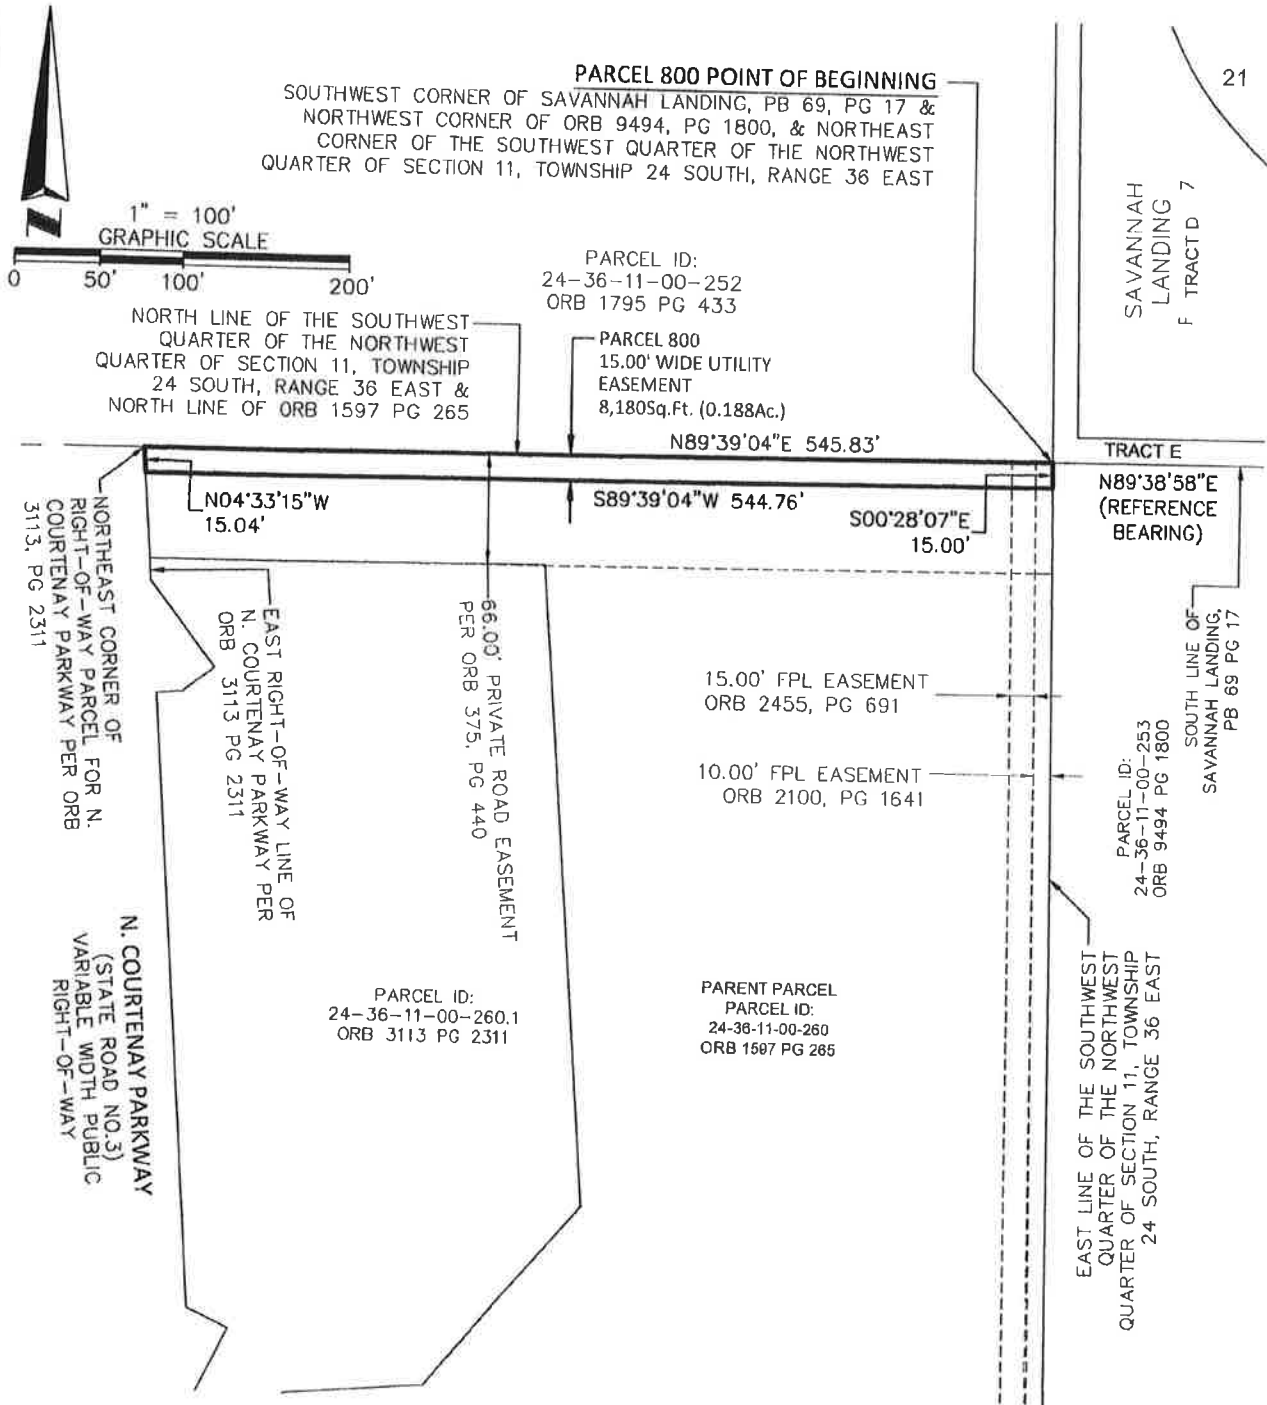 PARCEL 800 POINT OF BEGINNING
SOUTHWEST CORNER OF SAVANNAH LANDING, PB 69, PG 17 &
NORTHWEST CORNER OF ORB 9494, PG 1800, & NORTHEAST
CORNER OF THE SOUTHWEST QUARTER OF THE NORTHWEST
QUARTER OF SECTION 11, TOWNSHIP 24 SOUTH, RANGE 36 EAST
21
SAVANNAH
LANDING
F TRACT D 7
N
1" = 100'
GRAPHIC SCALE
0 50' 100' 200'
PARCEL ID:
24-36-11-00-252
ORB 1795 PG 433
NORTH LINE OF THE SOUTHWEST
QUARTER OF THE NORTHWEST
QUARTER OF SECTION 11, TOWNSHIP
24 SOUTH, RANGE 36 EAST &
NORTH LINE OF ORB 1597 PG 265
PARCEL 800
15.00' WIDE UTILITY
EASEMENT
8,180Sq.Ft. (0.188Ac.)
N89°39'04"E 545.83'
TRACT E
N89°38'58"E
(REFERENCE
BEARING)
N04°33'15"W
15.04'
S89°39'04"W 544.76'
S00°28'07"E
15.00'
NORTHEAST CORNER OF
RIGHT-OF-WAY PARCEL FOR N.
COURTENAY PARKWAY PER ORB
3113, PG 2311
EAST RIGHT-OF-WAY LINE OF
N. COURTENAY PARKWAY PER
ORB 3113 PG 2311
66.00' PRIVATE ROAD EASEMENT
PER ORB 375, PG 440
15.00' FPL EASEMENT
ORB 2455, PG 691
10.00' FPL EASEMENT
ORB 2100, PG 1641
SOUTH LINE OF
SAVANNAH LANDING,
PB 69 PG 17
PARCEL ID:
24-36-11-00-253
ORB 9494 PG 1800
N. COURTENAY PARKWAY
(STATE ROAD NO.3)
VARIABLE WIDTH PUBLIC
RIGHT-OF-WAY
PARCEL ID:
24-36-11-00-260.1
ORB 3113 PG 2311
PARENT PARCEL
PARCEL ID:
24-36-11-00-260
ORB 1597 PG 265
EAST LINE OF THE SOUTHWEST
QUARTER OF THE NORTHWEST
QUARTER OF SECTION 11, TOWNSHIP
24 SOUTH, RANGE 36 EAST